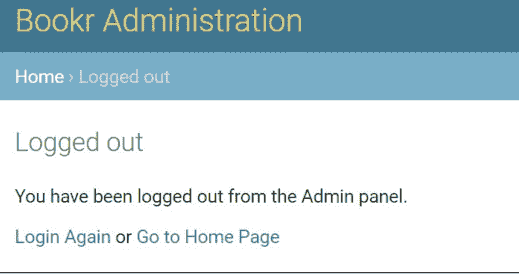 Bookr Administration
Home › Logged out
Logged out
You have been logged out from the Admin panel.
Login Again or Go to Home Page